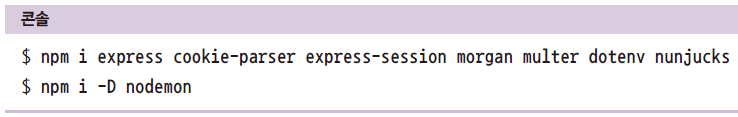 콘솔
$ npm i express cookie-parser express-session morgan multer dotenv nunjucks
$ npm i -D nodemon